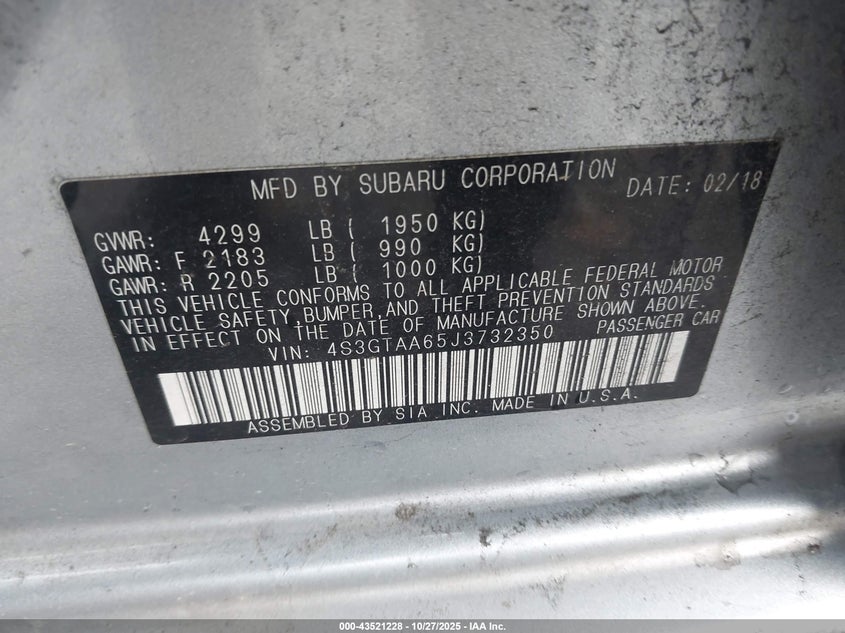 MFD BY SUBARU CORPORATION DATE: 02/18
GVWR: 4299 LB ( 1950 KG)
GAWR: F 2183 LB ( 990 KG)
GAWR: R 2205 LB ( 1000 KG)
THIS VEHICLE CONFORMS TO ALL APPLICABLE FEDERAL MOTOR
VEHICLE SAFETY,BUMPER,AND THEFT PREVENTION STANDARDS
IN EFFECT ON THE DATE OF MANUFACTURE SHOWN ABOVE.
VIN: 4S3GTAA65J3732350 PASSENGER CAR
ASSEMBLED BY SIA INC. MADE IN U.S.A.
000-43521228 - 10/27/2025 - IAA Inc.